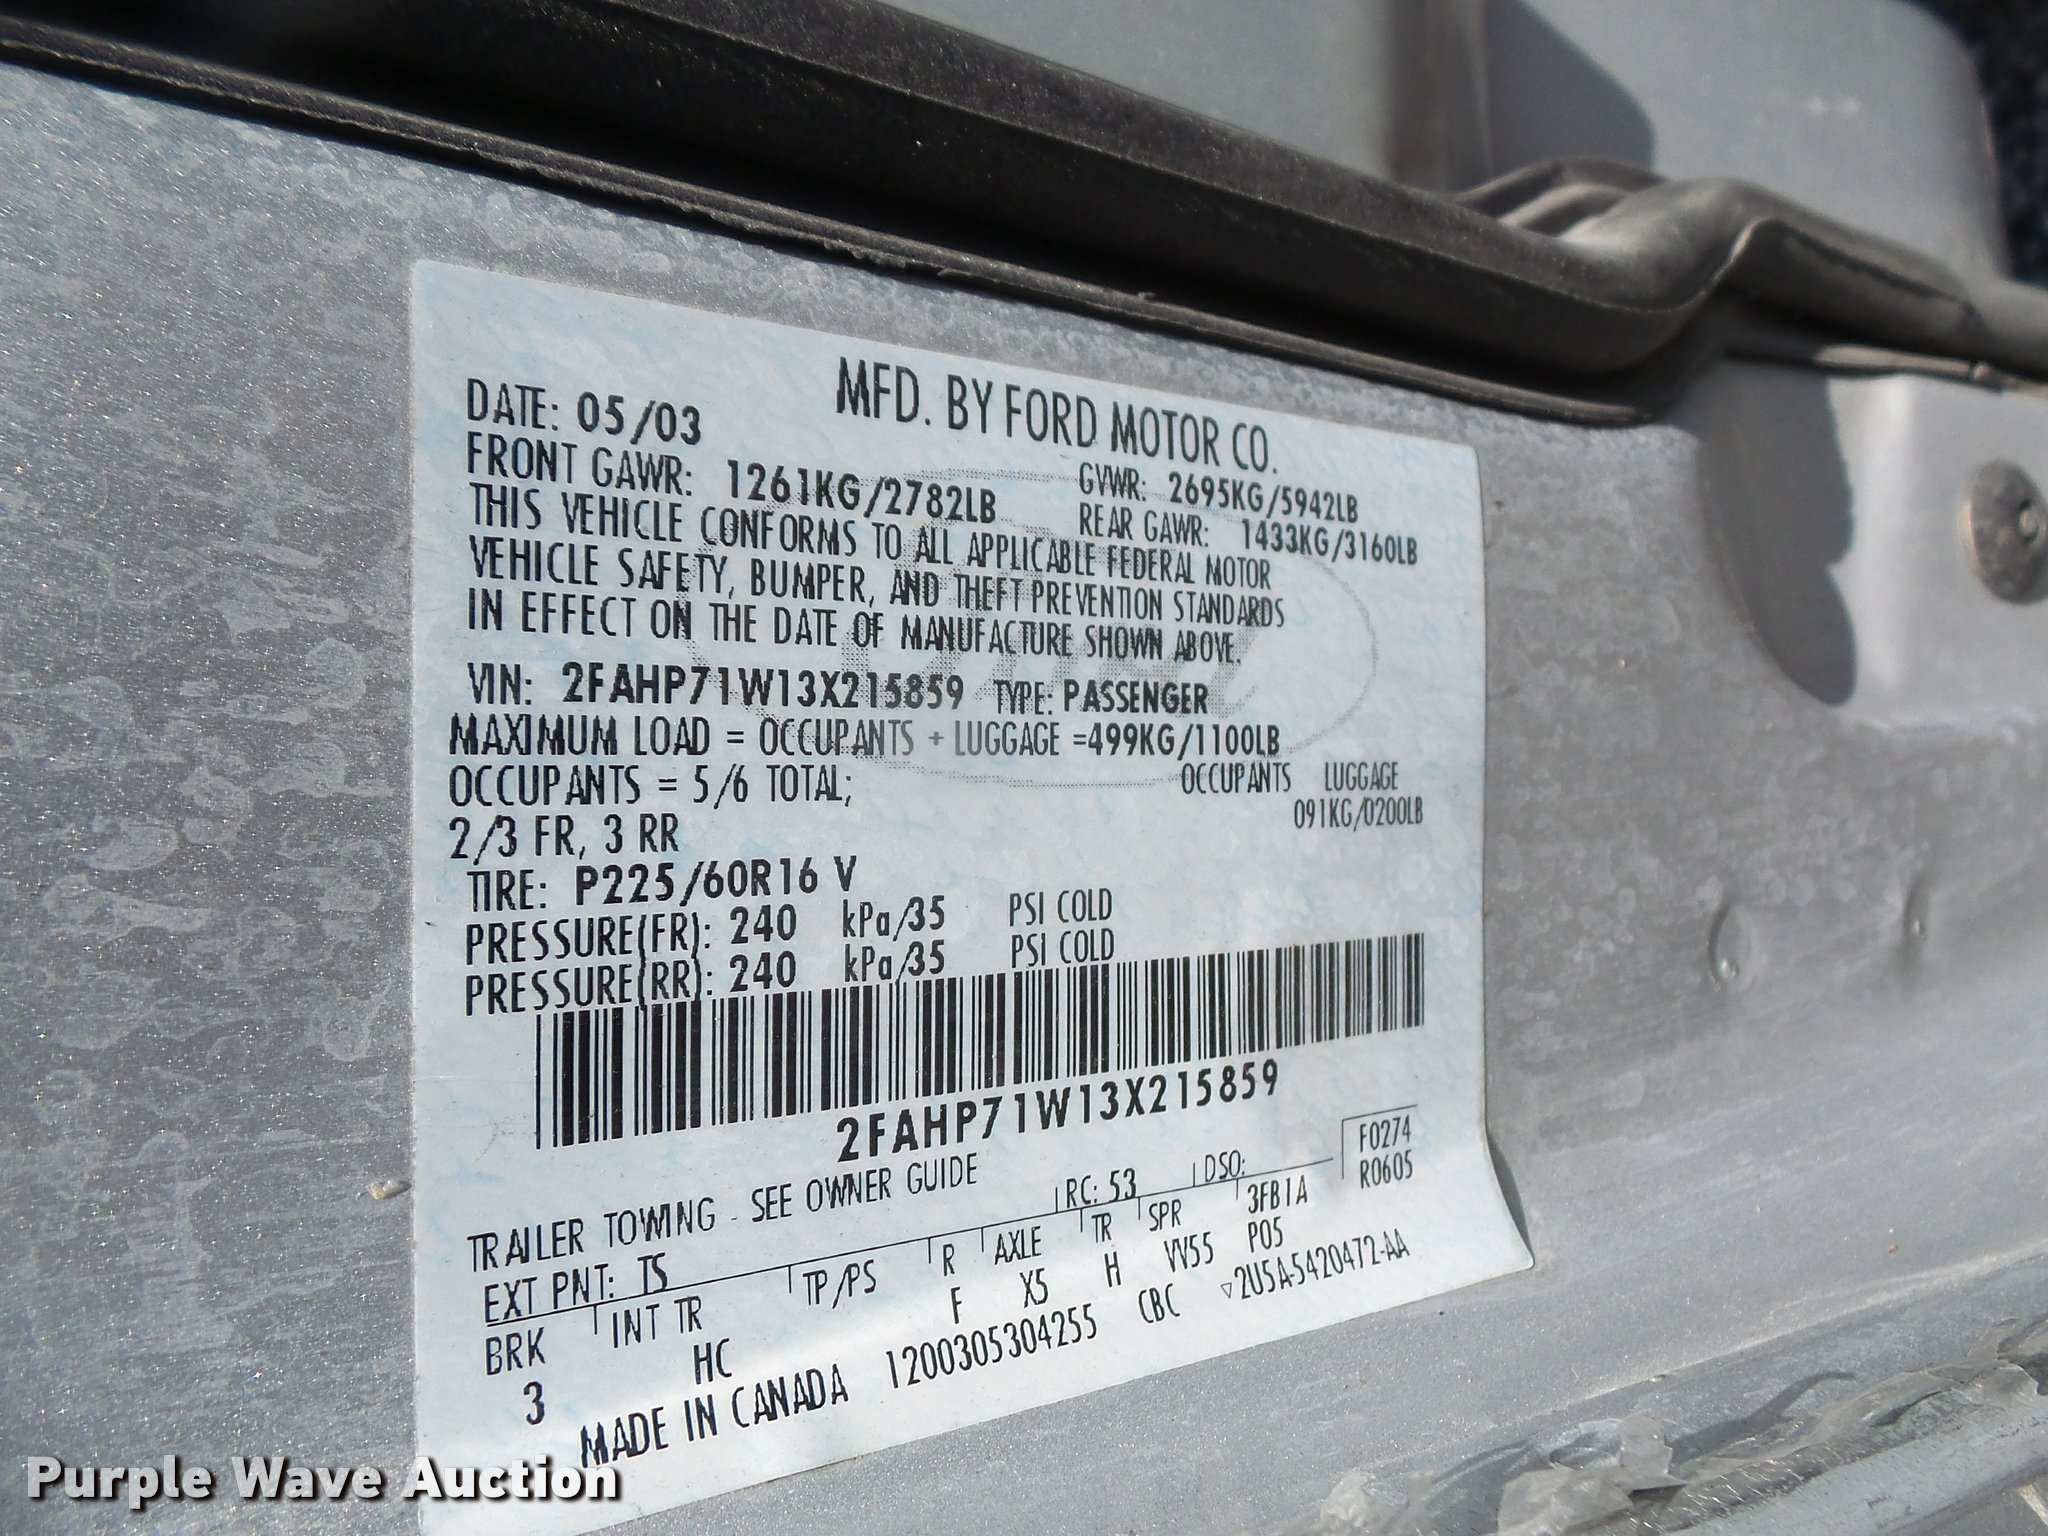 MFD. BY FORD MOTOR CO.
DATE: 05/03
GVWR: 2695KG/5942LB
FRONT GAWR: 1261KG/2782LB
REAR GAWR: 1433KG/3160LB
THIS VEHICLE CONFORMS TO ALL APPLICABLE FEDERAL MOTOR
VEHICLE SAFETY, BUMPER, AND THEFT PREVENTION STANDARDS
IN EFFECT ON THE DATE OF MANUFACTURE SHOWN ABOVE.
VIN: 2FAHP71W13X215859 TYPE: PASSENGER
MAXIMUM LOAD = OCCUPANTS + LUGGAGE =499KG/1100LB
OCCUPANTS = 5/6 TOTAL; OCCUPANTS LUGGAGE
2/3 FR, 3 RR 091KG/0200LB
TIRE: P225/60R16 V
PRESSURE(FR): 240 kPa/35 PSI COLD
PRESSURE(RR): 240 kPa/35 PSI COLD
2FAHP71W13X215859
TRAILER TOWING - SEE OWNER GUIDE
EXT PNT: TS RC: 53 DSO: F0274
R0605
BRK INT TR TP/PS R AXLE TR SPR 3FB1A
3 HC F X5 H VV55 P05
MADE IN CANADA 1200305304255 CBC ▽2U5A-5420472-AA
Purple Wave Auction